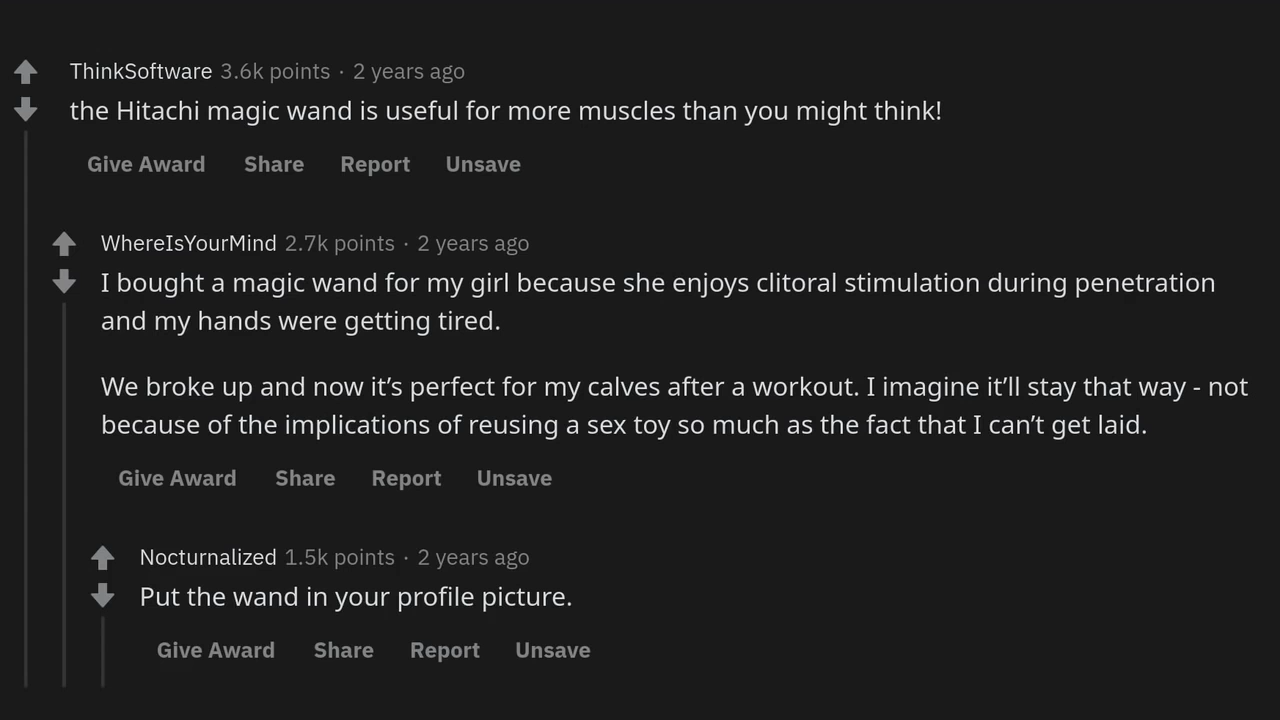 ThinkSoftware 3.6k points · 2 years ago
the Hitachi magic wand is useful for more muscles than you might think!
Give Award Share Report Unsave
WhereIsYourMind 2.7k points · 2 years ago
I bought a magic wand for my girl because she enjoys clitoral stimulation during penetration
and my hands were getting tired.
We broke up and now it’s perfect for my calves after a workout. I imagine it’ll stay that way - not
because of the implications of reusing a sex toy so much as the fact that I can’t get laid.
Give Award Share Report Unsave
Nocturnalized 1.5k points · 2 years ago
Put the wand in your profile picture.
Give Award Share Report Unsave